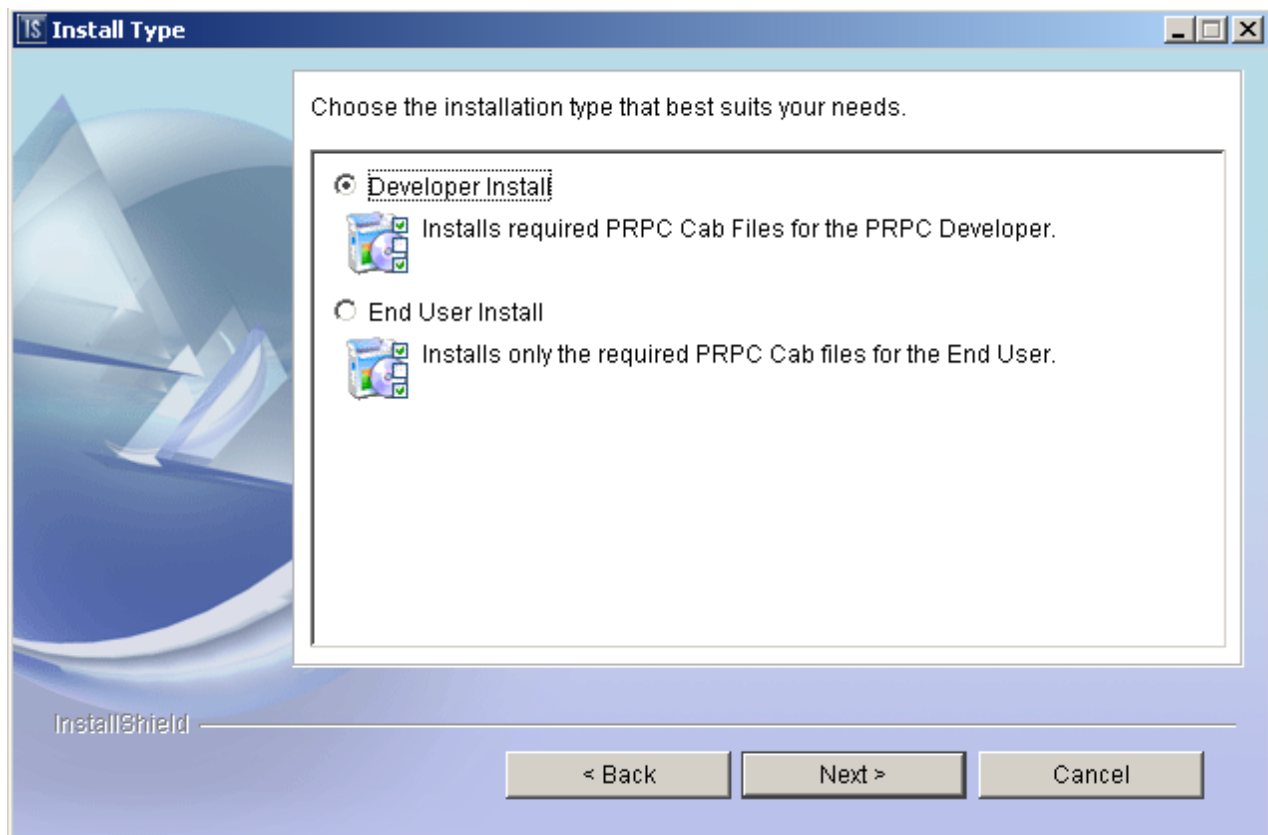 IS Install Type
Choose the installation type that best suits your needs.
Developer Install
Installs required PRPC Cab Files for the PRPC Developer.
End User Install
Installs only the required PRPC Cab files for the End User.
InstallShield
< Back
Next >
Cancel